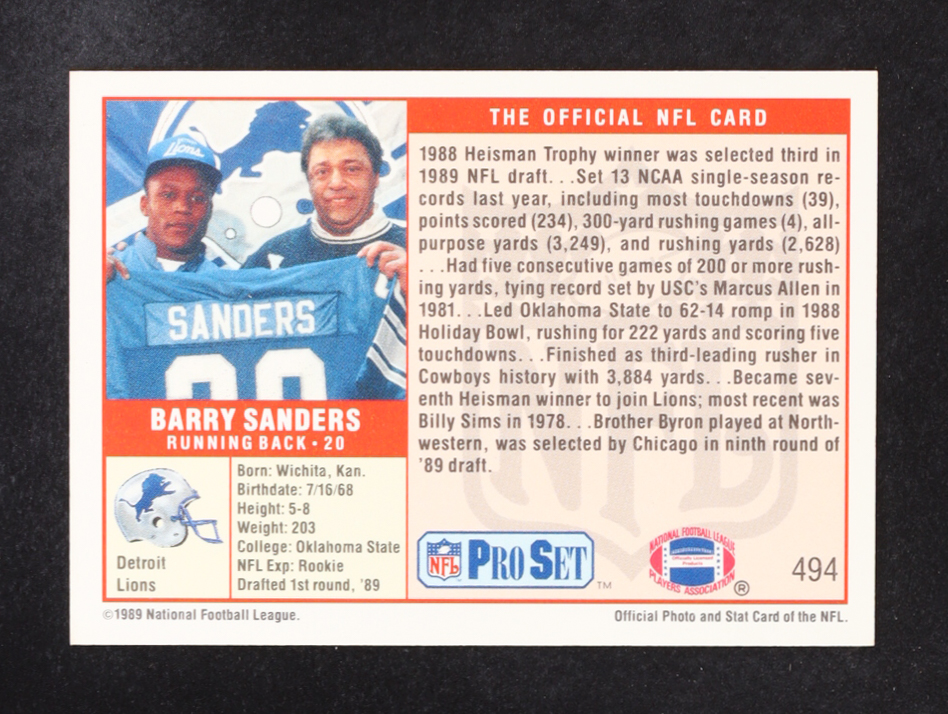 THE OFFICIAL NFL CARD
Lions
SANDERS
20
BARRY SANDERS
RUNNING BACK • 20
Detroit
Lions
Born: Wichita, Kan.
Birthdate: 7/16/68
Height: 5-8
Weight: 203
College: Oklahoma State
NFL Exp: Rookie
Drafted 1st round, '89
1988 Heisman Trophy winner was selected third in
1989 NFL draft. . .Set 13 NCAA single-season re-
cords last year, including most touchdowns (39),
points scored (234), 300-yard rushing games (4), all-
purpose yards (3,249), and rushing yards (2,628)
. . .Had five consecutive games of 200 or more rush-
ing yards, tying record set by USC's Marcus Allen in
1981. . .Led Oklahoma State to 62-14 romp in 1988
Holiday Bowl, rushing for 222 yards and scoring five
touchdowns. . .Finished as third-leading rusher in
Cowboys history with 3,884 yards. . .Became sev-
enth Heisman winner to join Lions; most recent was
Billy Sims in 1978. . .Brother Byron played at North-
western, was selected by Chicago in ninth round of
'89 draft.
NFL
NFL PRO SET TM
NATIONAL FOOTBALL LEAGUE
Officially Licensed
Products
PLAYERS ASSOCIATION ®
494
©1989 National Football League.
Official Photo and Stat Card of the NFL.